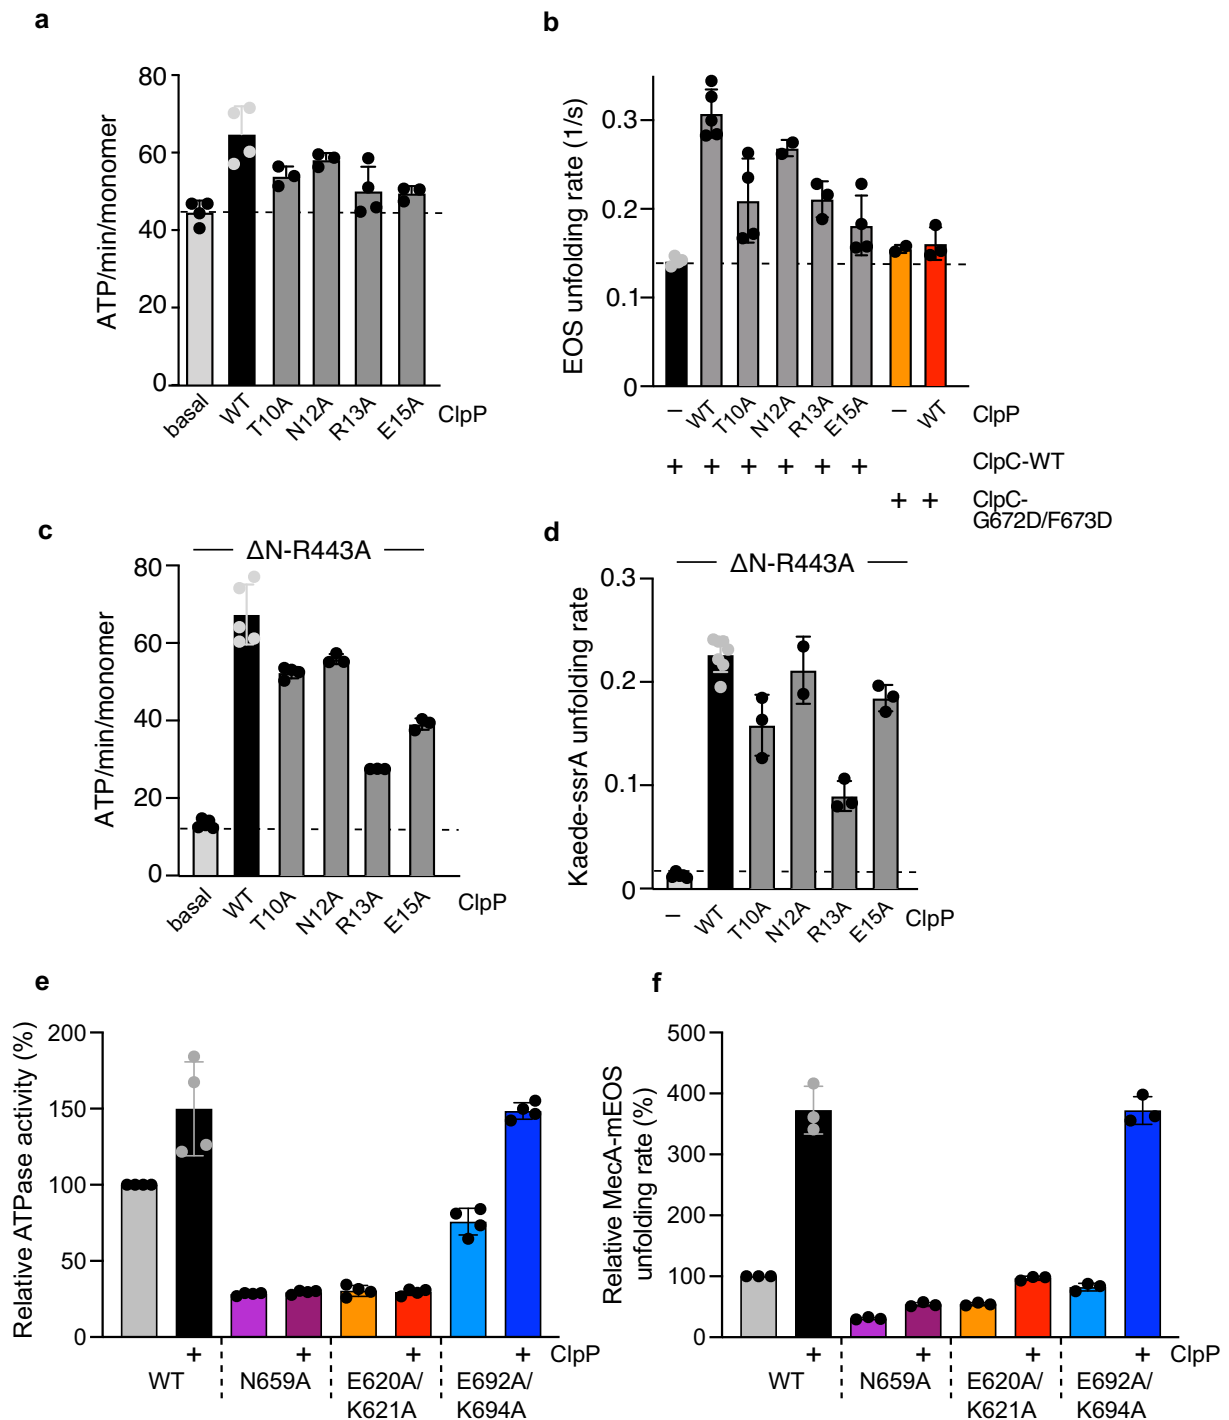 a
ATP/min/monomer
80
60
40
20
0
basal WT T10A N12A R13A E15A ClpP
b
EOS unfolding rate (1/s)
0.3
0.2
0.1
0
– WT T10A N12A R13A E15A – WT ClpP
+ + + + + + ClpC-WT
+ + ClpC-
G672D/F673D
c
ΔN-R443A
ATP/min/monomer
80
60
40
20
0
basal WT T10A N12A R13A E15A ClpP
d
ΔN-R443A
Kaede-ssrA unfolding rate
0.3
0.2
0.1
0
– WT T10A N12A R13A E15A ClpP
e
Relative ATPase activity (%)
200
150
100
50
0
+ + + + ClpP
WT N659A E620A/ E692A/
K621A K694A
f
Relative MecA-mEOS
unfolding rate (%)
500
400
300
200
100
0
+ + + + ClpP
WT N659A E620A/ E692A/
K621A K694A